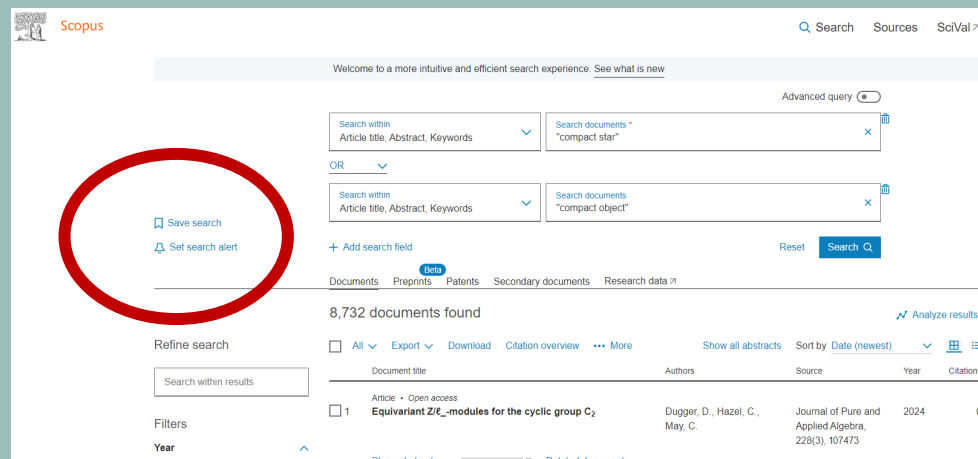 Scopus
Search Sources SciVal
Welcome to a more intuitive and efficient search experience. See what is new
Advanced query
Search within
Article title, Abstract, Keywords
Search documents *
"compact star"
OR
Search within
Article title, Abstract, Keywords
Search documents
"compact object"
Save search
Set search alert
+ Add search field
Reset Search
Beta
Documents Preprints Patents Secondary documents Research data
8,732 documents found
Analyze results
Refine search
All Export Download Citation overview ••• More Show all abstracts Sort by Date (newest)
Document title Authors Source Year Citations
Search within results
Article • Open access
1 Equivariant Z/ℓ_-modules for the cyclic group C₂
Dugger, D., Hazel, C.,
May, C.
Journal of Pure and
Applied Algebra,
228(3), 107473
2024
Filters
Year